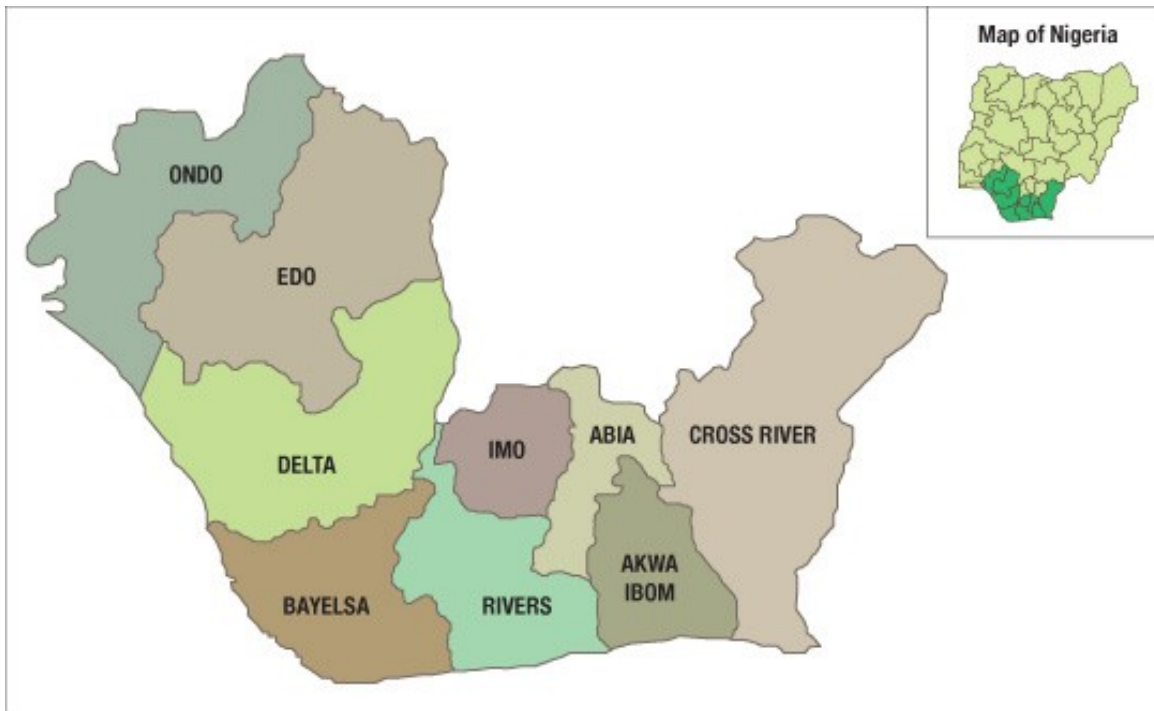 Map of Nigeria
ONDO
EDO
DELTA
IMO
ABIA
CROSS RIVER
BAYELSA
RIVERS
AKWA
IBOM